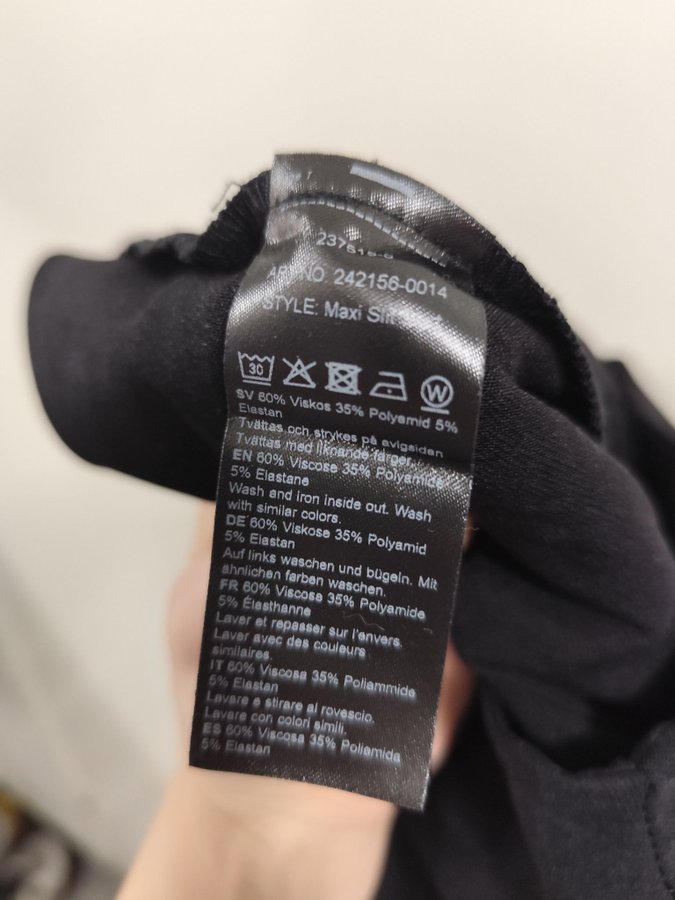 ART NO 242156-0014
STYLE: Maxi
30
W
SV 60% Viskos 35% Polyamid 5%
Elastan
Tvättas och strykes på avigsidan
Tvättas med liknande färger.
EN 60% Viscose 35% Polyamide
5% Elastane
Wash and iron inside out. Wash
with similar colors.
DE 60% Viskose 35% Polyamid
5% Elastan
Auf links waschen und bügeln. Mit
ähnlichen farben waschen.
FR 60% Viscose 35% Polyamide
5% Élasthanne
Laver et repasser sur l'envers.
Laver avec des couleurs
similaires.
IT 60% Viscosa 35% Poliammide
5% Elastan
Lavare e stirare al rovescio.
Lavare con colori simili.
ES 60% Viscosa 35% Poliamida
5% Elastan